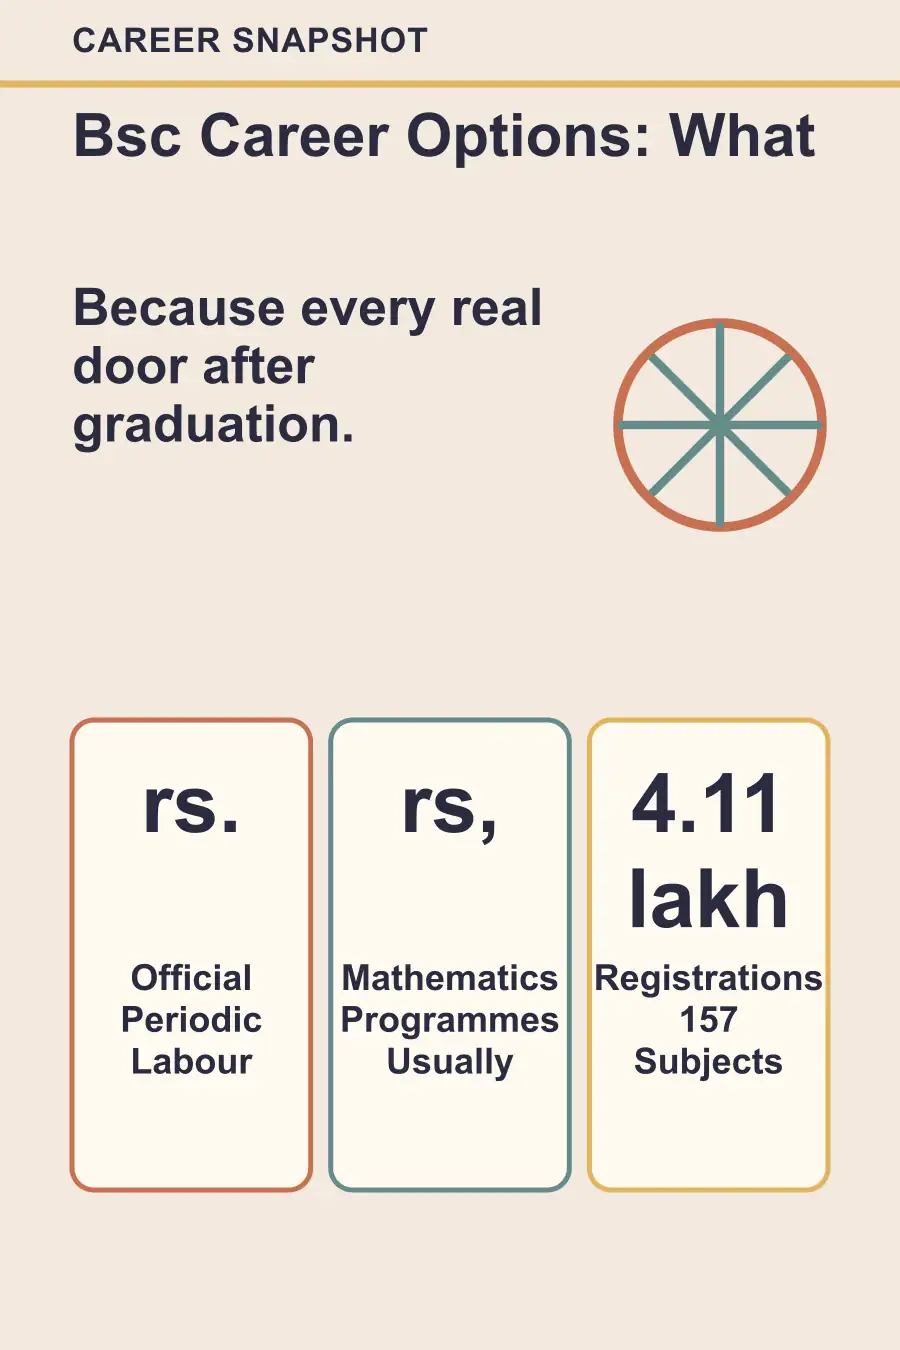 CAREER SNAPSHOT
Bsc Career Options: What
Because every real
door after
graduation.
rs.
Official
Periodic
Labour
rs,
Mathematics
Programmes
Usually
4.11
lakh
Registrations
157
Subjects